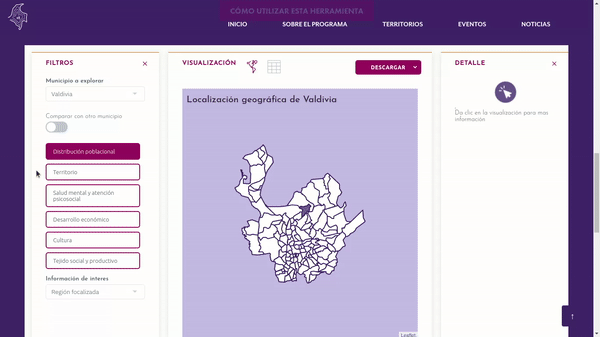 CÓMO UTILIZAR ESTA HERRAMIENTA
INICIO
SOBRE EL PROGRAMA
TERRITORIOS
EVENTOS
NOTICIAS
FILTROS
Municipio a explorar
Valdivia
Comparar con otro municipio
Distribución poblacional
Territorio
Salud mental y atención
psicosocial
Desarrollo económico
Cultura
Tejido social y productivo
Información de interes
Región focalizada
VISUALIZACIÓN
DESCARGAR
Localización geográfica de Valdivia
Leaflet
DETALLE
Da clic en la visualización para mas
información